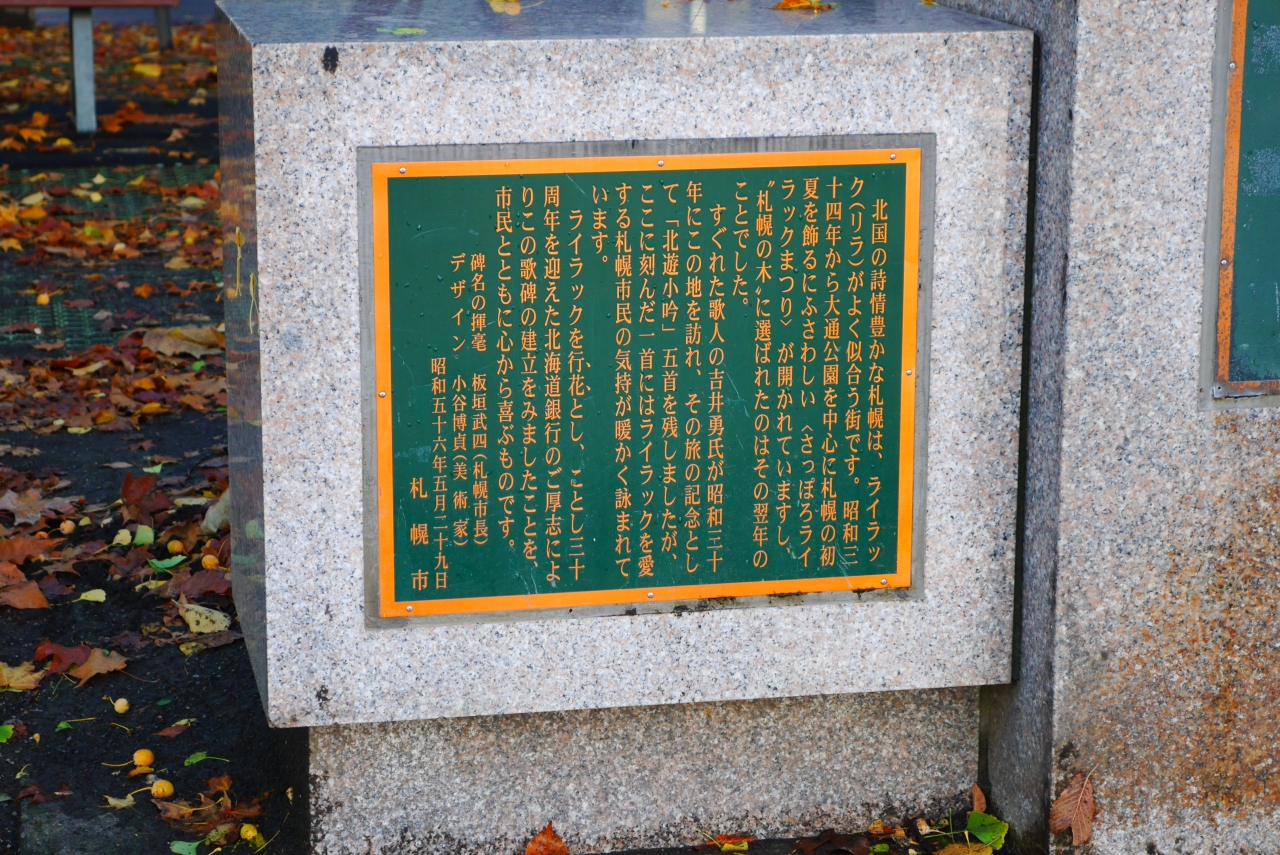 北国の詩情豊かな札幌は、ライラッ
ク(リラ)がよく似合う街です。昭和三
十四年から大通公園を中心に札幌の初
夏を飾るにふさわしい〈さっぽろライ
ラックまつり〉が開かれていますし、
〝札幌の木〟に選ばれたのはその翌年の
ことでした。
すぐれた歌人の吉井勇氏が昭和三十
年にこの地を訪れ、その旅の記念とし
て「北遊小吟」五首を残しましたが、
ここに刻んだ一首にはライラックを愛
する札幌市民の気持が暖かく詠まれて
います。
ライラックを行花とし、ことし三十
周年を迎えた北海道銀行のご厚志によ
りこの歌碑の建立をみましたことを、
市民とともに心から喜ぶものです。
碑名の揮毫 板垣武四(札幌市長)
デザイン 小谷博貞(美術家)
昭和五十六年五月二十九日
札幌市